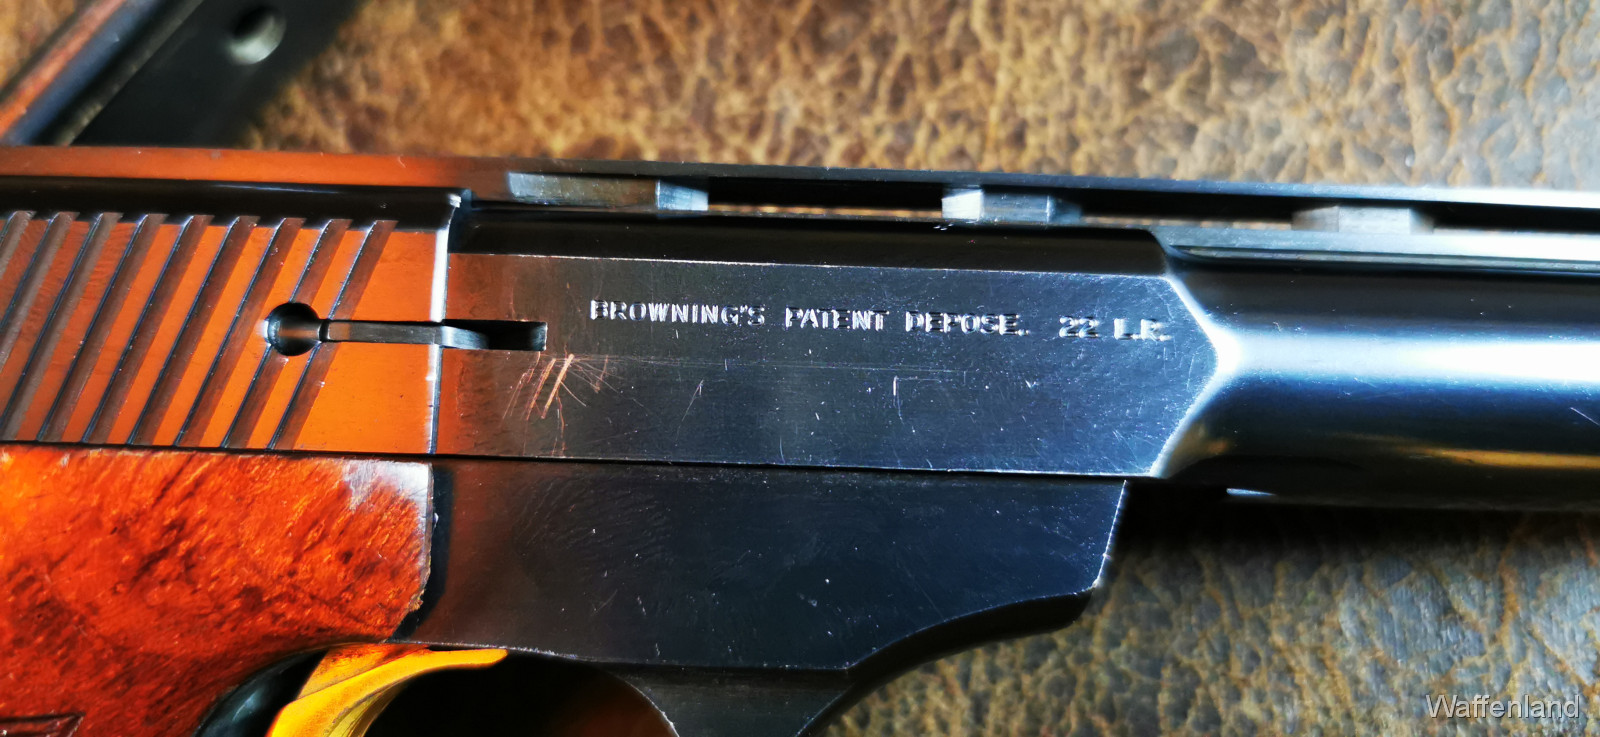 BROWNING'S PATENT DEPOSE. 22 L.R.
Waffenland